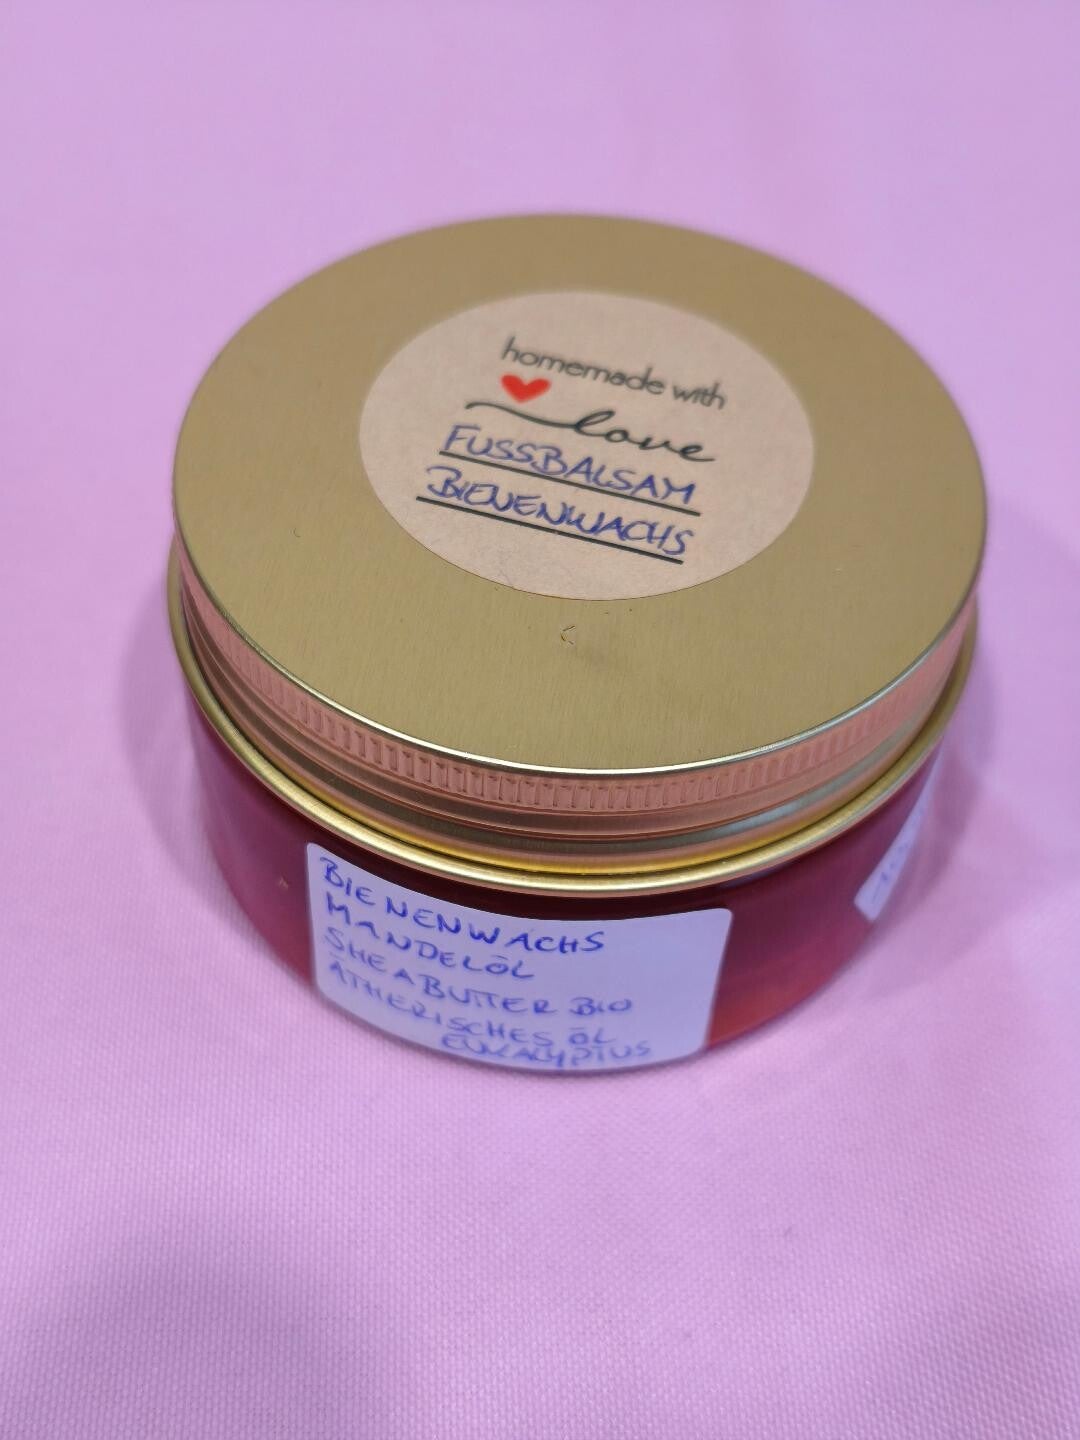 homemade with
love
FUSSBALSAM
BIENENWACHS
BIENENWACHS
MANDELÖL
SHEABUTTER BIO
ÄTHERISCHES ÖL
EUKALYPTUS